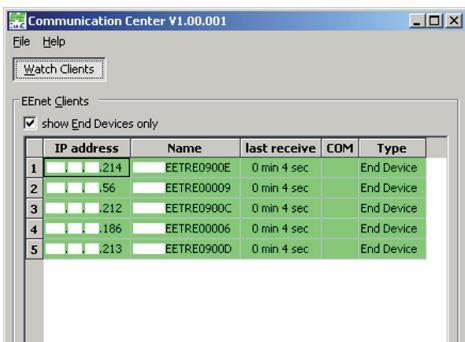 Communication Center V1.00.001
File Help
Watch Clients
EEnet Clients
show End Devices only
IP address Name last receive COM Type
1 . . .214 EETRE0900E 0 min 4 sec End Device
2 . . .56 EETRE00009 0 min 4 sec End Device
3 . . .212 EETRE0900C 0 min 4 sec End Device
4 . . .186 EETRE00006 0 min 4 sec End Device
5 . . .213 EETRE0900D 0 min 4 sec End Device